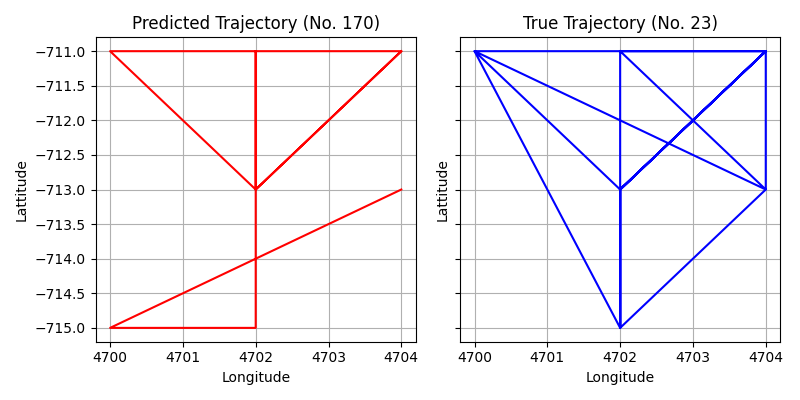 Predicted Trajectory (No. 170)
True Trajectory (No. 23)
−711.0
−711.5
−712.0
−712.5
−713.0
−713.5
−714.0
−714.5
−715.0
Lattitude
Lattitude
4700 4701 4702 4703 4704
4700 4701 4702 4703 4704
Longitude
Longitude